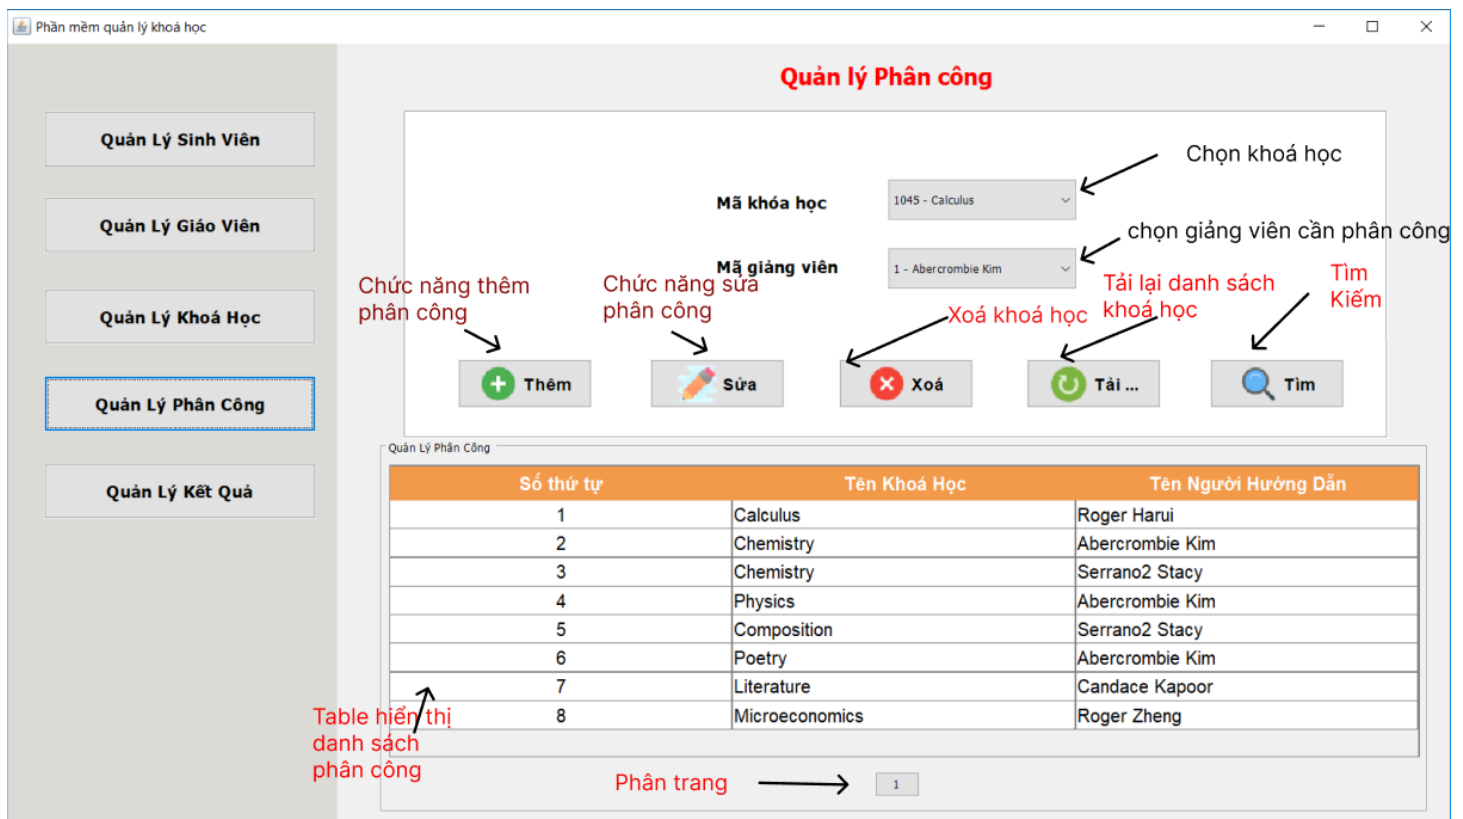 Phần mềm quản lý khoá học
Quản lý Phân công
Quản Lý Sinh Viên
Quản Lý Giáo Viên
Quản Lý Khoá Học
Quản Lý Phân Công
Quản Lý Kết Quả
Chọn khoá học
Mã khóa học
1045 - Calculus
chọn giảng viên cần phân công
Mã giảng viên
1 - Abercrombie Kim
Chức năng thêm
phân công
Chức năng sửa
phân công
Xoá khoá học
Tải lại danh sách
khoá học
Tìm
Kiếm
Thêm
Sửa
Xoá
Tải ...
Tìm
Quản Lý Phân Công
Số thứ tự Tên Khoá Học Tên Người Hướng Dẫn
1 Calculus Roger Harui
2 Chemistry Abercrombie Kim
3 Chemistry Serrano2 Stacy
4 Physics Abercrombie Kim
5 Composition Serrano2 Stacy
6 Poetry Abercrombie Kim
7 Literature Candace Kapoor
8 Microeconomics Roger Zheng
Table hiển thị
danh sách
phân công
Phân trang
1